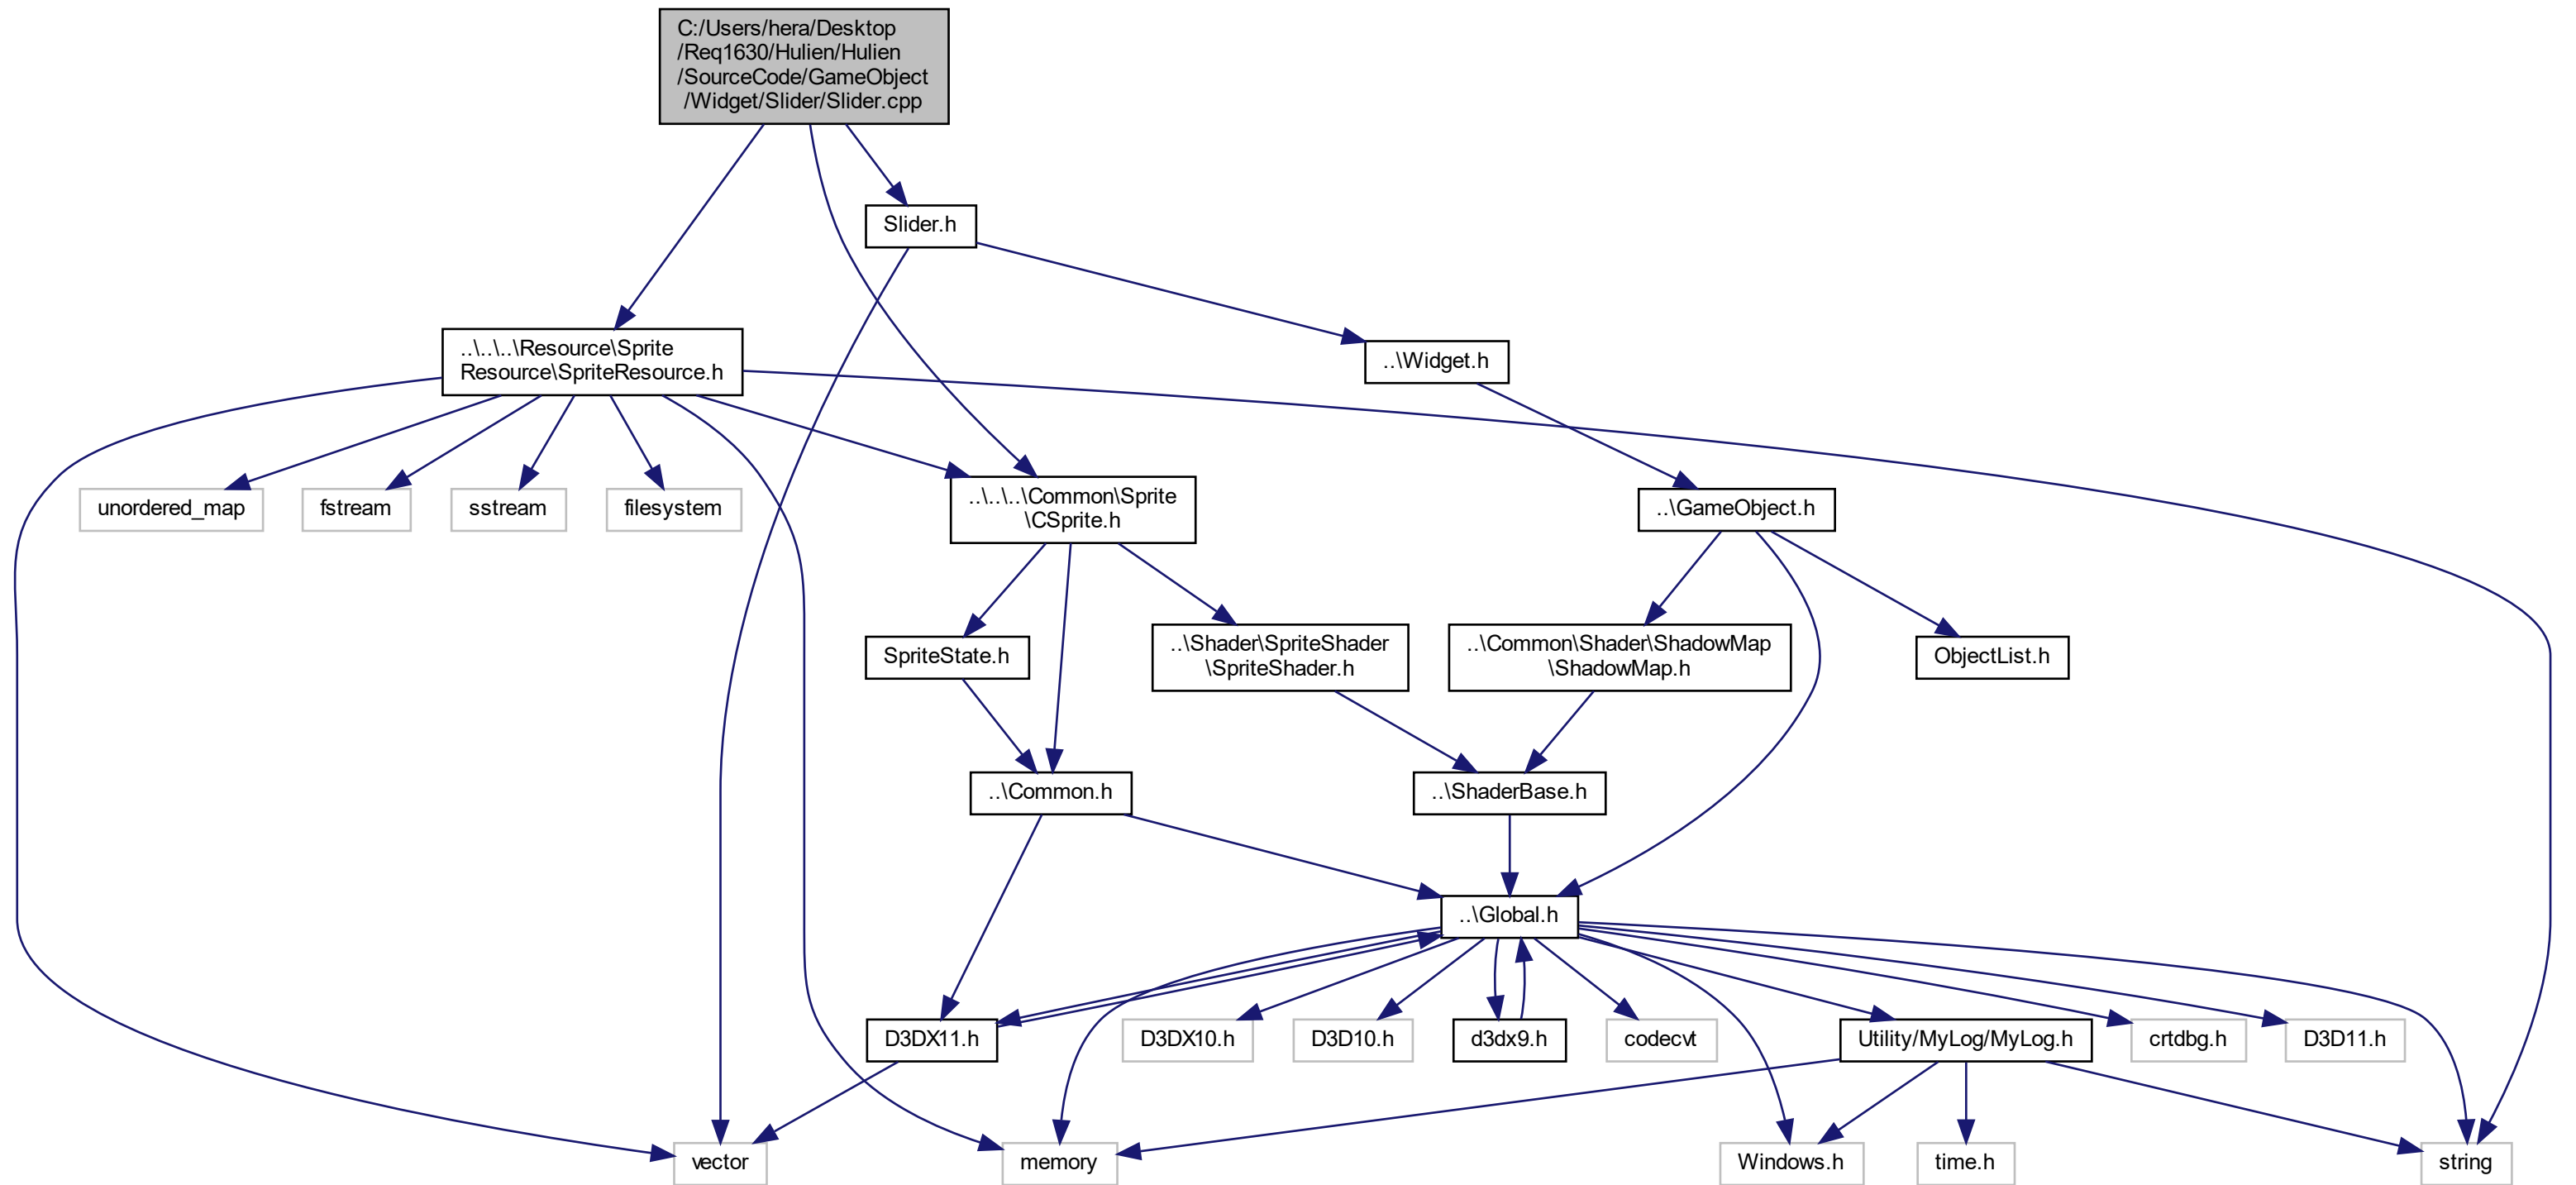 C:/Users/hera/Desktop
/Req1630/Hulien/Hulien
/SourceCode/GameObject
/Widget/Slider/Slider.cpp
Slider.h
..\..\..\Resource\Sprite
Resource\SpriteResource.h
..\Widget.h
unordered_map
fstream
sstream
filesystem
..\..\..\Common\Sprite
\CSprite.h
..\GameObject.h
SpriteState.h
..\Shader\SpriteShader
\SpriteShader.h
..\Common\Shader\ShadowMap
\ShadowMap.h
ObjectList.h
..\Common.h
..\ShaderBase.h
..\Global.h
D3DX11.h
D3DX10.h
D3D10.h
d3dx9.h
codecvt
Utility/MyLog/MyLog.h
crtdbg.h
D3D11.h
vector
memory
Windows.h
time.h
string